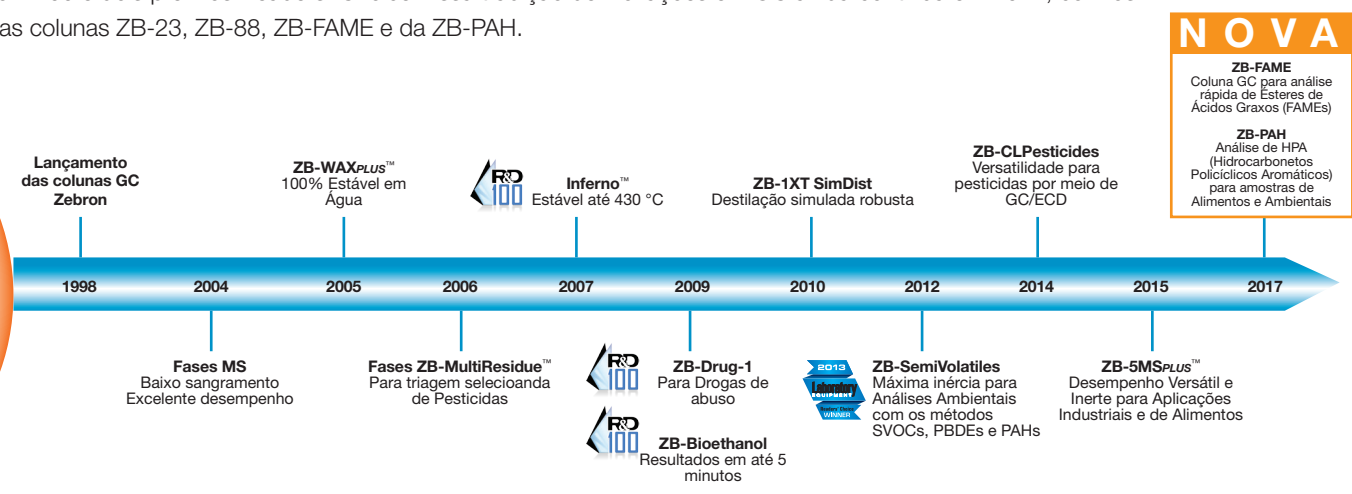 as colunas ZB-23, ZB-88, ZB-FAME e da ZB-PAH.
NOVA
ZB-FAME
Coluna GC para análise
rápida de Ésteres de
Ácidos Graxos (FAMEs)
ZB-PAH
Análise de HPA
(Hidrocarbonetos
Policíclicos Aromáticos)
para amostras de
Alimentos e Ambientais
Lançamento
das colunas GC
Zebron
ZB-WAXPLUS™
100% Estável em
Água
R&D
100
Inferno™
Estável até 430 °C
ZB-1XT SimDist
Destilação simulada robusta
ZB-CLPesticides
Versatilidade para
pesticidas por meio de
GC/ECD
1998
2004
2005
2006
2007
2009
2010
2012
2014
2015
2017
Fases MS
Baixo sangramento
Excelente desempenho
Fases ZB-MultiResidue™
Para triagem selecioanda
de Pesticidas
R&D
100
ZB-Drug-1
Para Drogas de
abuso
R&D
100
ZB-Bioethanol
Resultados em até 5
minutos
2013
Laboratory
EQUIPMENT
Readers' Choice
WINNER
ZB-SemiVolatiles
Máxima inércia para
Análises Ambientais
com os métodos
SVOCs, PBDEs e PAHs
ZB-5MSPLUS™
Desempenho Versátil e
Inerte para Aplicações
Industriais e de Alimentos